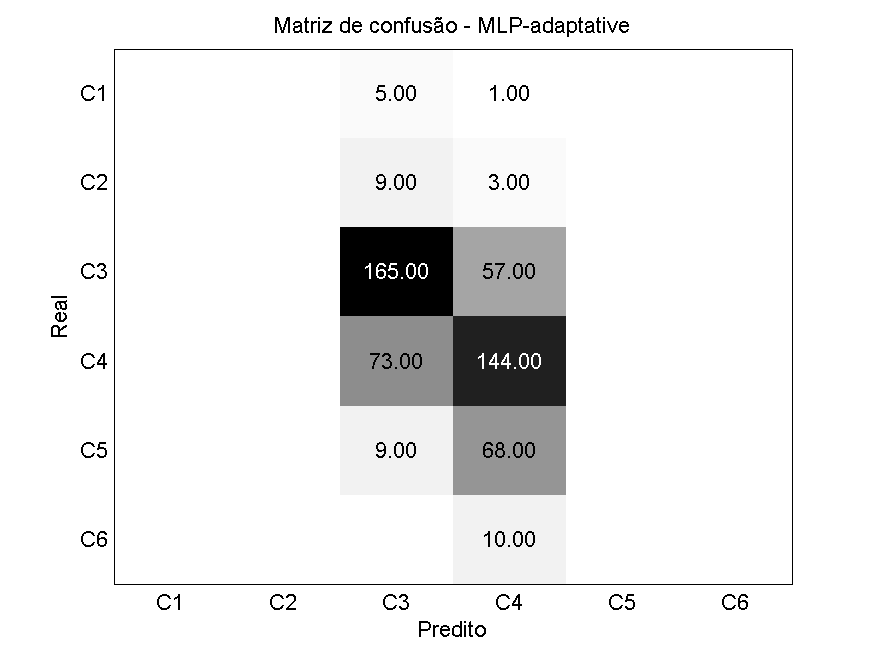 Matriz de confusão - MLP-adaptative
C1 5.00 1.00
C2 9.00 3.00
C3 165.00 57.00
Real
C4 73.00 144.00
C5 9.00 68.00
C6 10.00
C1 C2 C3 C4 C5 C6
Predito